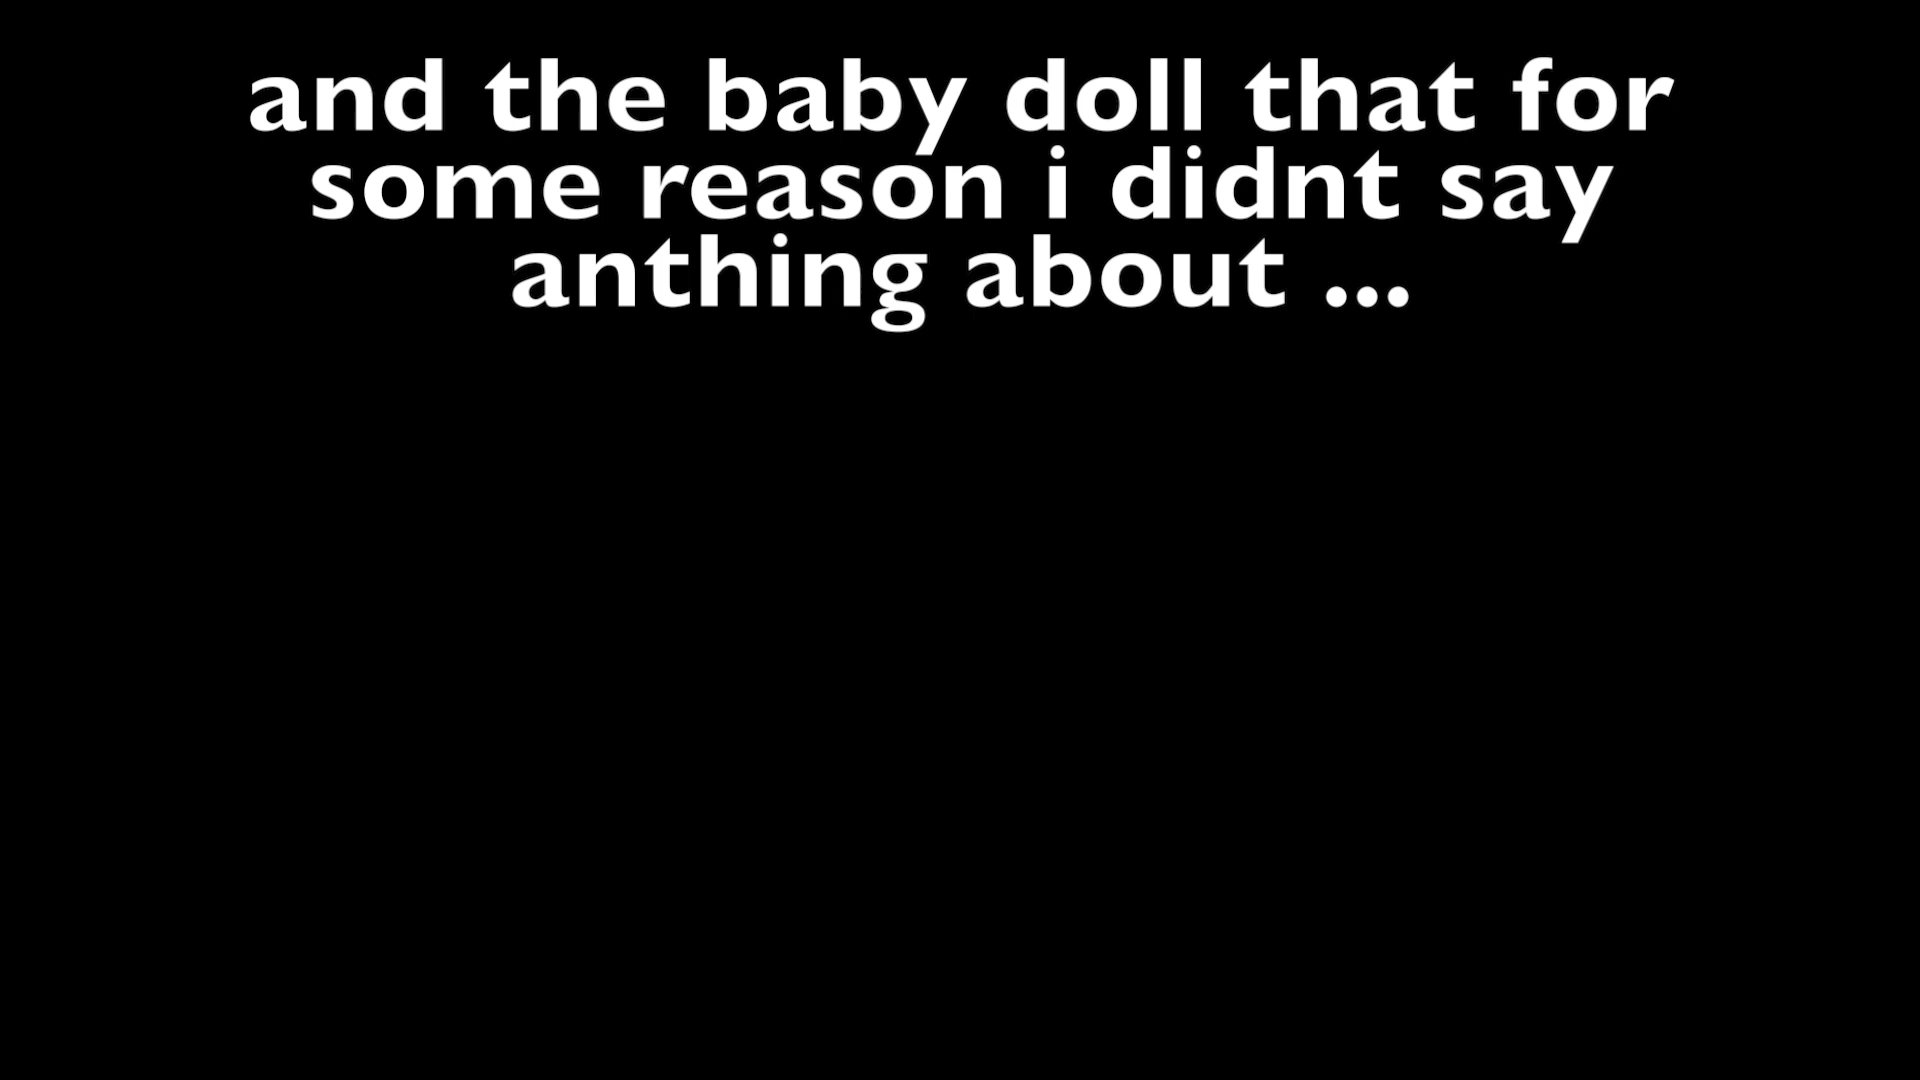 and the baby doll that for
some reason i didnt say
anthing about ...